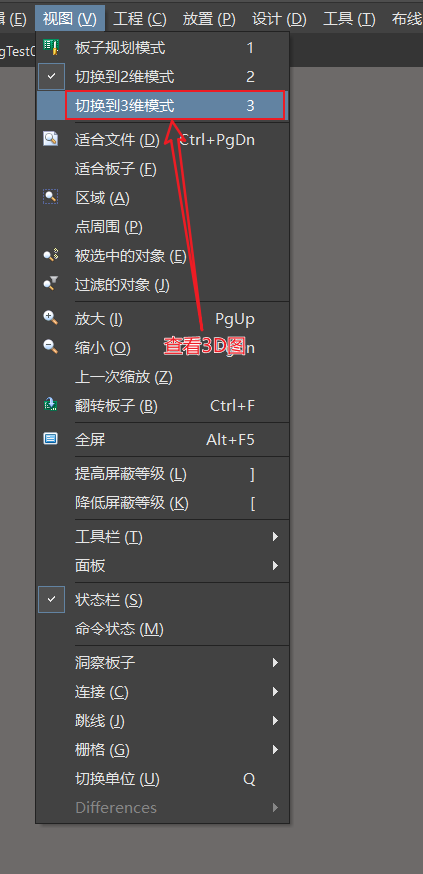 辑 (E) 视图 (V) 工程 (C) 放置 (P) 设计 (D) 工具 (T) 布线
板子规划模式 1
gTestC
切换到2维模式 2
切换到3维模式 3
适合文件 (D) Ctrl+PgDn
适合板子 (F)
区域 (A)
点周围 (P)
被选中的对象 (E)
过滤的对象 (J)
放大 (I) PgUp
缩小 (O)
查看3D图
上一次缩放 (Z)
翻转板子 (B) Ctrl+F
全屏 Alt+F5
提高屏蔽等级 (L) ]
降低屏蔽等级 (K) [
工具栏 (T)
面板
状态栏 (S)
命令状态 (M)
洞察板子
连接 (C)
跳线 (J)
栅格 (G)
切换单位 (U) Q
Differences